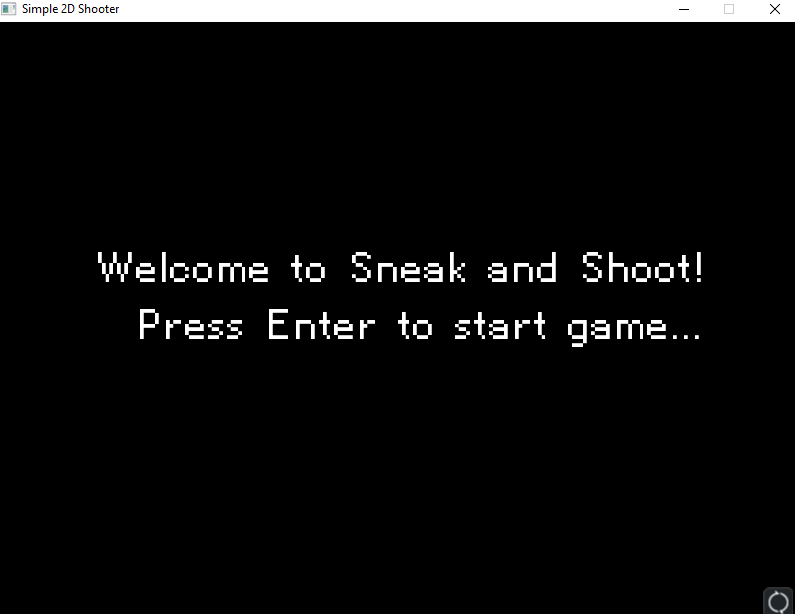 Simple 2D Shooter
Welcome to Sneak and Shoot!
Press Enter to start game...